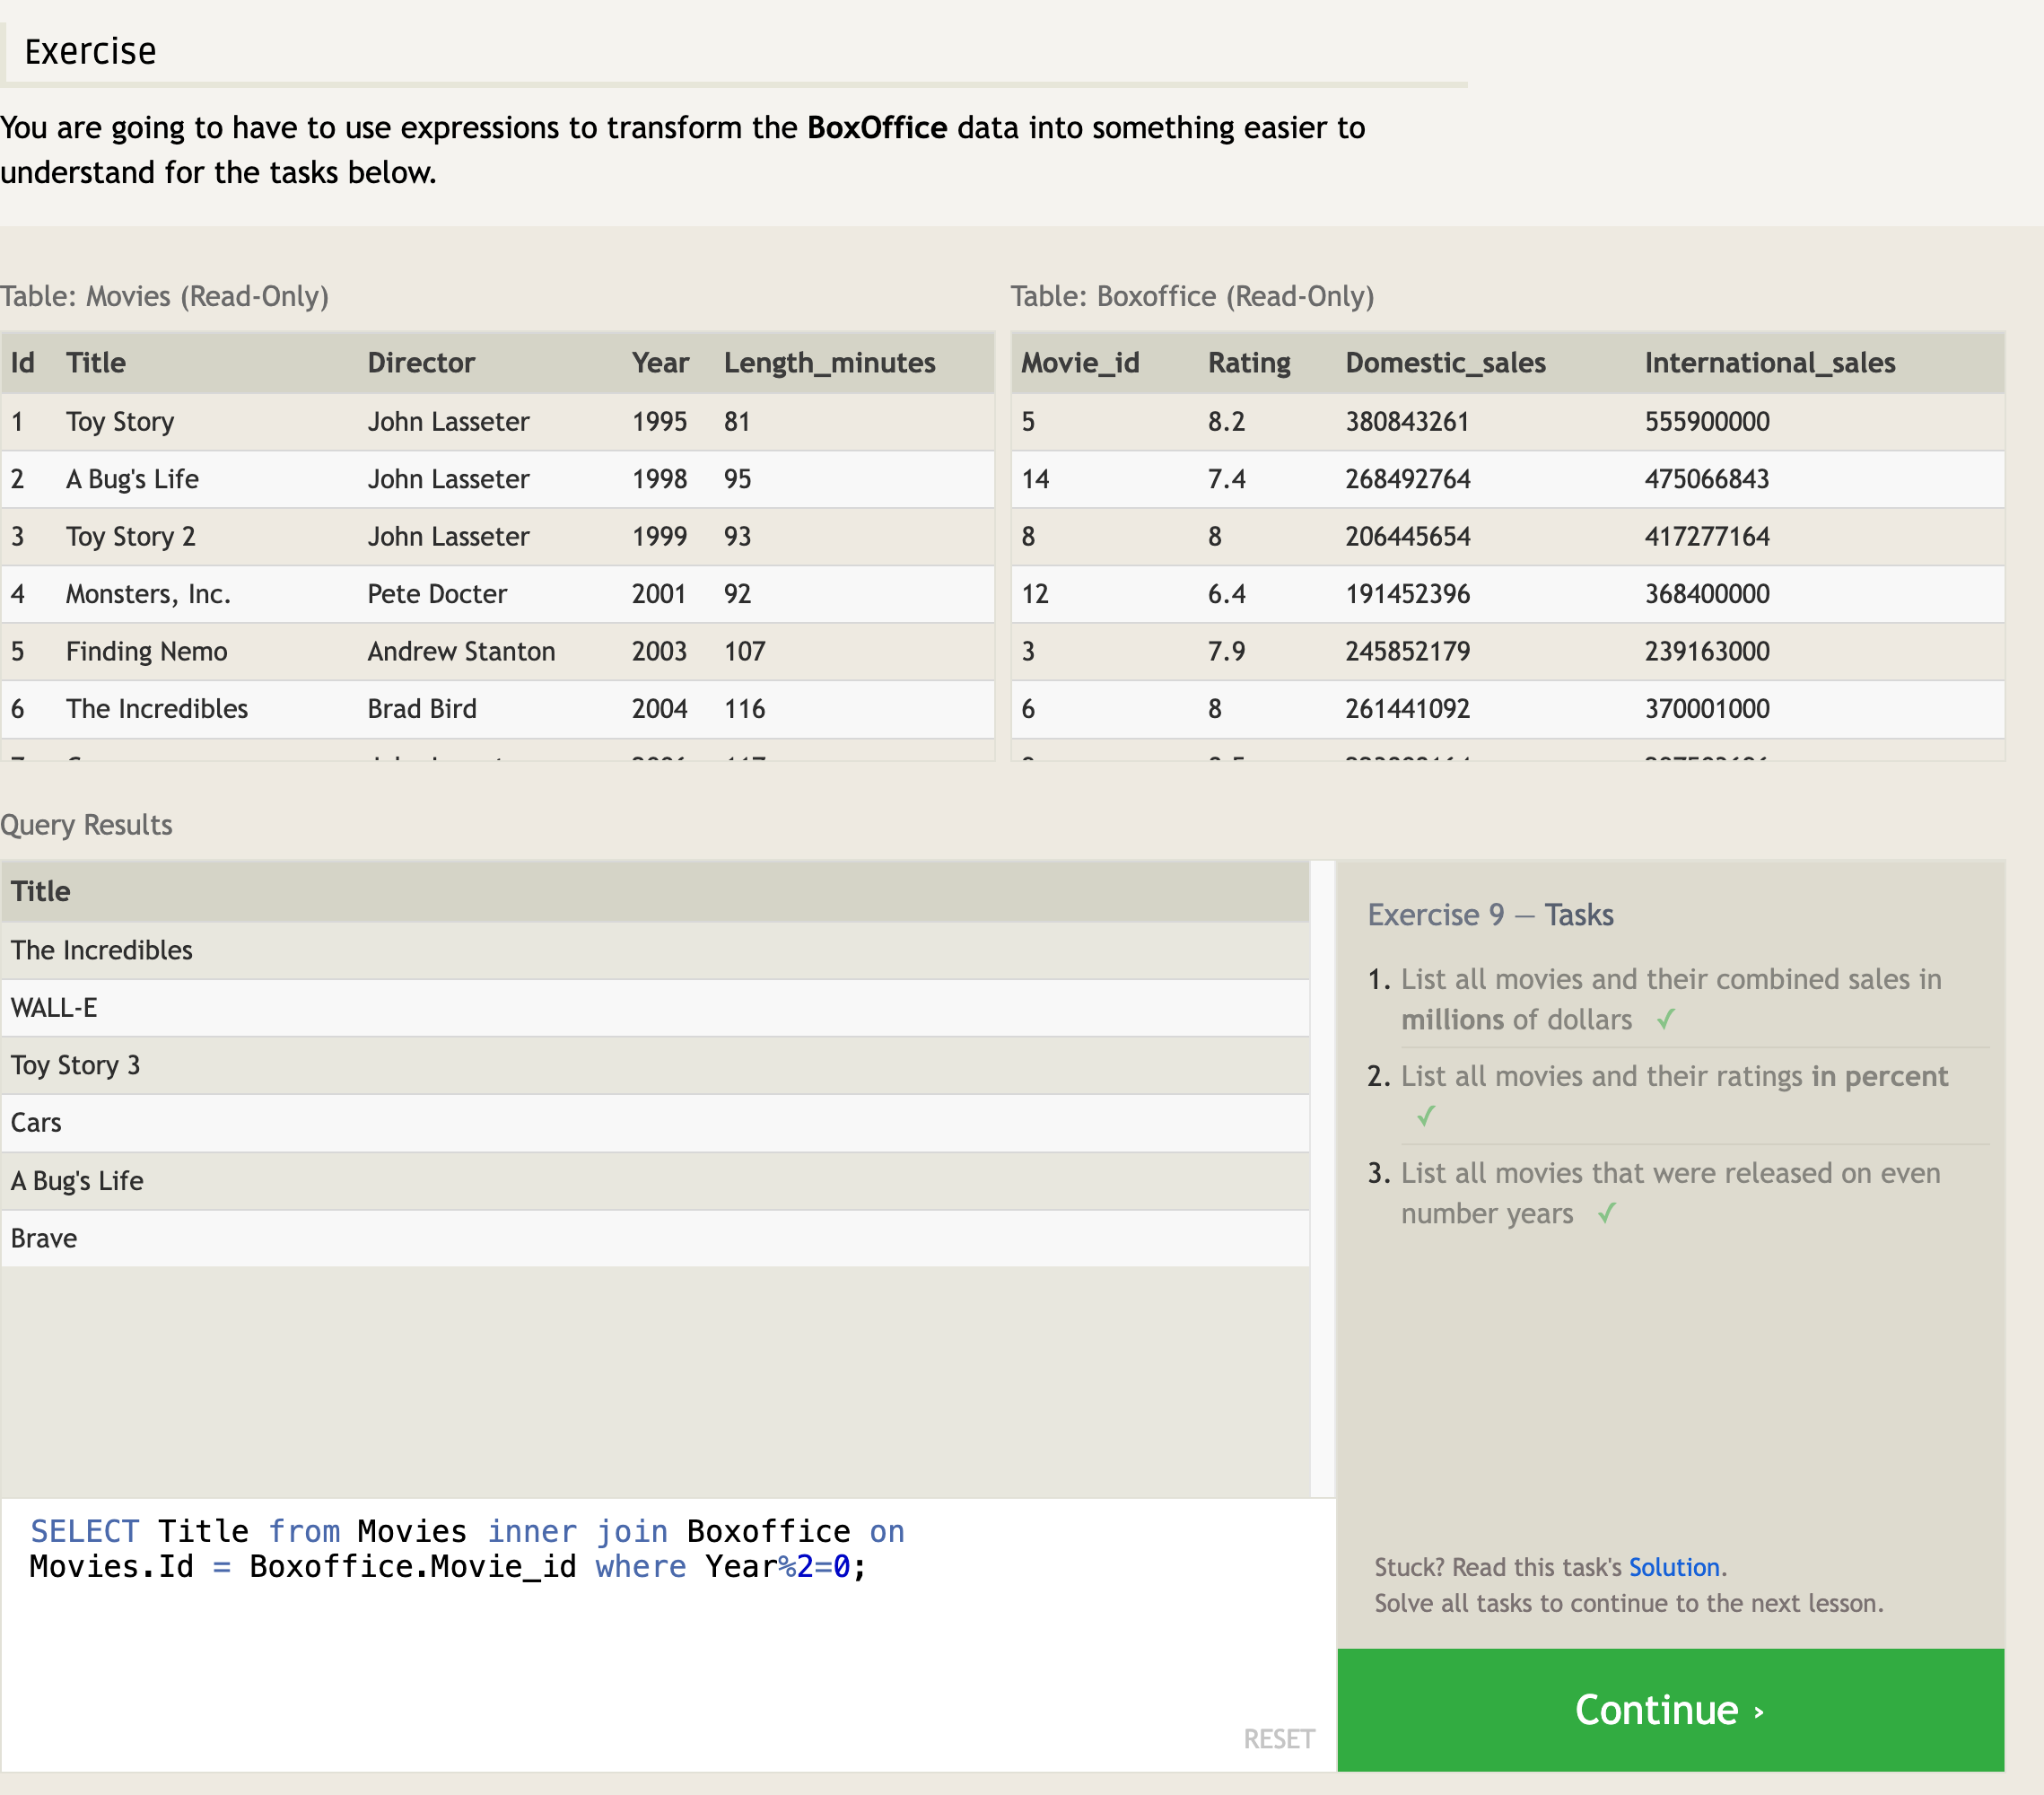 Exercise
You are going to have to use expressions to transform the BoxOffice data into something easier to
understand for the tasks below.
Table: Movies (Read-Only)
Id Title Director Year Length_minutes
1 Toy Story John Lasseter 1995 81
2 A Bug's Life John Lasseter 1998 95
3 Toy Story 2 John Lasseter 1999 93
4 Monsters, Inc. Pete Docter 2001 92
5 Finding Nemo Andrew Stanton 2003 107
6 The Incredibles Brad Bird 2004 116
Table: Boxoffice (Read-Only)
Movie_id Rating Domestic_sales International_sales
5 8.2 380843261 555900000
14 7.4 268492764 475066843
8 8 206445654 417277164
12 6.4 191452396 368400000
3 7.9 245852179 239163000
6 8 261441092 370001000
Query Results
Title
The Incredibles
WALL-E
Toy Story 3
Cars
A Bug's Life
Brave
SELECT Title from Movies inner join Boxoffice on
Movies.Id = Boxoffice.Movie_id where Year%2=0;
RESET
Exercise 9 — Tasks
1. List all movies and their combined sales in
millions of dollars ✓
2. List all movies and their ratings in percent
✓
3. List all movies that were released on even
number years ✓
Stuck? Read this task's Solution.
Solve all tasks to continue to the next lesson.
Continue ›